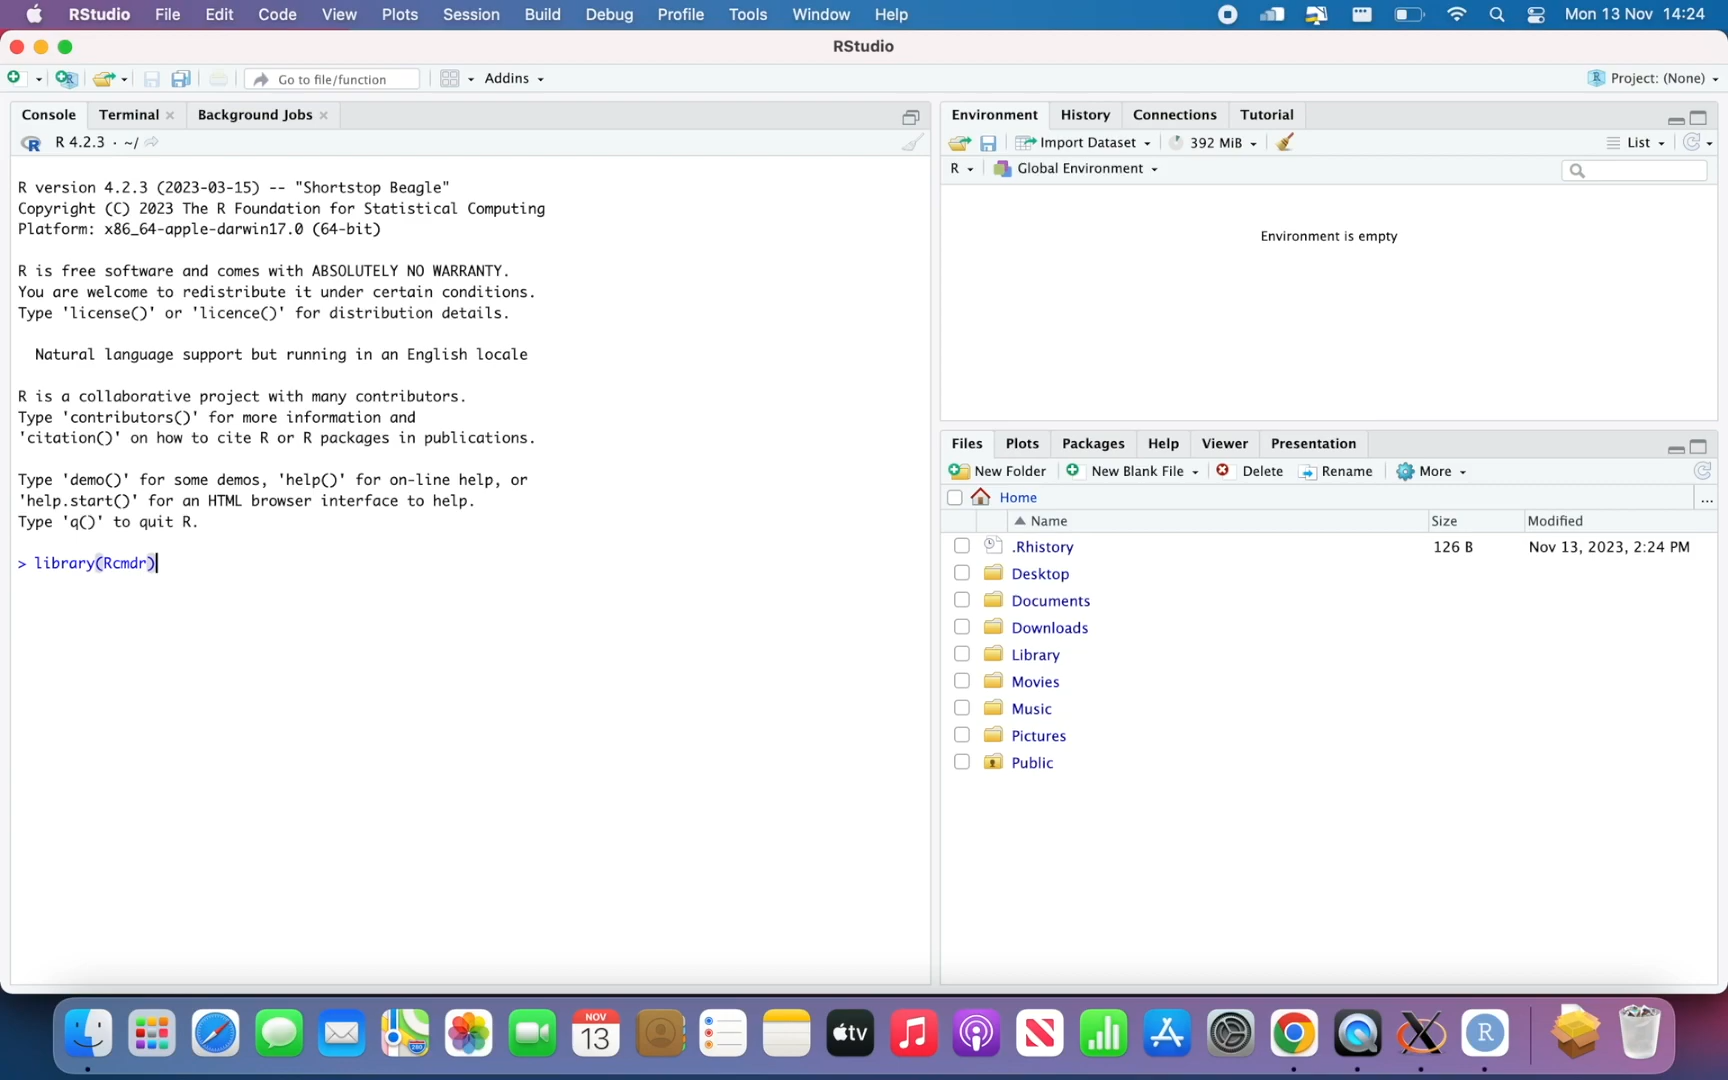 RStudio File Edit Code View Plots Session Build Debug Profile Tools Window Help Mon 13 Nov 14:24
RStudio
Go to file/function Addins Project: (None)
Console Terminal Background Jobs
R 4.2.3 · ~/
R version 4.2.3 (2023-03-15) -- "Shortstop Beagle"
Copyright (C) 2023 The R Foundation for Statistical Computing
Platform: x86_64-apple-darwin17.0 (64-bit)
R is free software and comes with ABSOLUTELY NO WARRANTY.
You are welcome to redistribute it under certain conditions.
Type 'license()' or 'licence()' for distribution details.
Natural language support but running in an English locale
R is a collaborative project with many contributors.
Type 'contributors()' for more information and
'citation()' on how to cite R or R packages in publications.
Type 'demo()' for some demos, 'help()' for on-line help, or
'help.start()' for an HTML browser interface to help.
Type 'q()' to quit R.
> library(Rcmdr)
Environment History Connections Tutorial
Import Dataset 392 MiB List
R Global Environment
Environment is empty
Files Plots Packages Help Viewer Presentation
New Folder New Blank File Delete Rename More
Home ...
Name Size Modified
.Rhistory 126 B Nov 13, 2023, 2:24 PM
Desktop
Documents
Downloads
Library
Movies
Music
Pictures
Public
NOV
13
tv
R